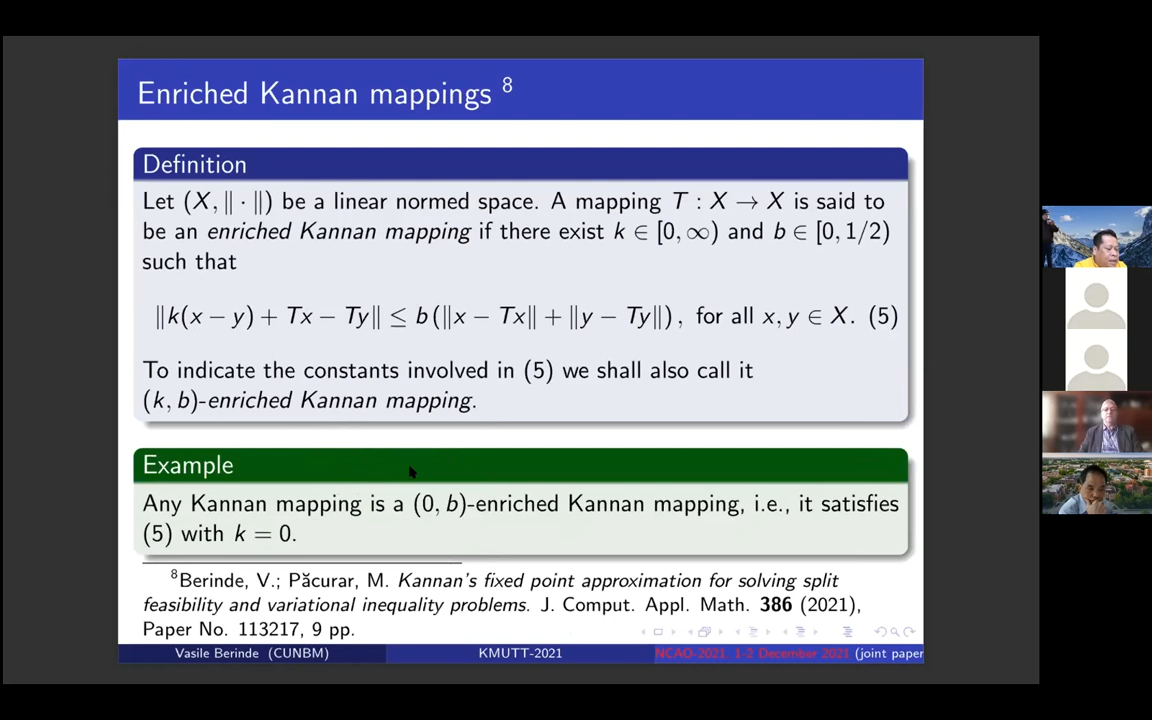 Enriched Kannan mappings ⁸
Definition
Let (X, ‖ · ‖) be a linear normed space. A mapping T : X → X is said to
be an enriched Kannan mapping if there exist k ∈ [0, ∞) and b ∈ [0, 1/2)
such that
‖k(x − y) + Tx − Ty‖ ≤ b (‖x − Tx‖ + ‖y − Ty‖) , for all x, y ∈ X. (5)
To indicate the constants involved in (5) we shall also call it
(k, b)-enriched Kannan mapping.
Example
Any Kannan mapping is a (0, b)-enriched Kannan mapping, i.e., it satisfies
(5) with k = 0.
⁸Berinde, V.; Păcurar, M. Kannan's fixed point approximation for solving split
feasibility and variational inequality problems. J. Comput. Appl. Math. 386 (2021),
Paper No. 113217, 9 pp.
Vasile Berinde (CUNBM) KMUTT-2021 NCAO-2021, 1-2 December 2021 (joint paper